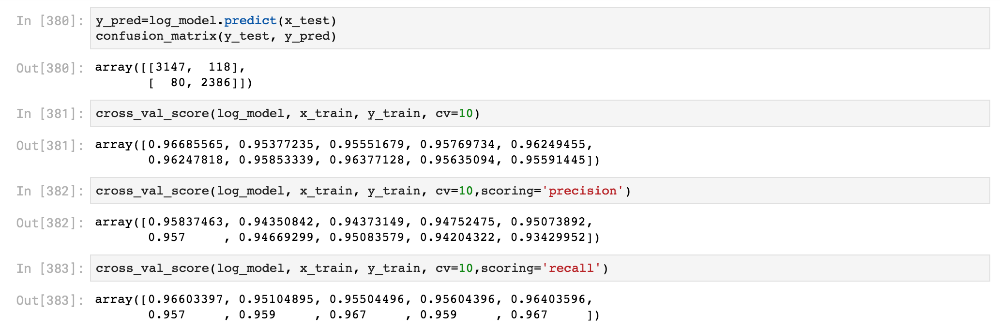 In [380]: y_pred=log_model.predict(x_test)
confusion_matrix(y_test, y_pred)
Out[380]: array([[3147,  118],
       [  80, 2386]])
In [381]: cross_val_score(log_model, x_train, y_train, cv=10)
Out[381]: array([0.96685565, 0.95377235, 0.95551679, 0.95769734, 0.96249455,
       0.96247818, 0.95853339, 0.96377128, 0.95635094, 0.95591445])
In [382]: cross_val_score(log_model, x_train, y_train, cv=10,scoring='precision')
Out[382]: array([0.95837463, 0.94350842, 0.94373149, 0.94752475, 0.95073892,
       0.957     , 0.94669299, 0.95083579, 0.94204322, 0.93429952])
In [383]: cross_val_score(log_model, x_train, y_train, cv=10,scoring='recall')
Out[383]: array([0.96603397, 0.95104895, 0.95504496, 0.95604396, 0.96403596,
       0.957     , 0.959     , 0.967     , 0.959     , 0.967     ])